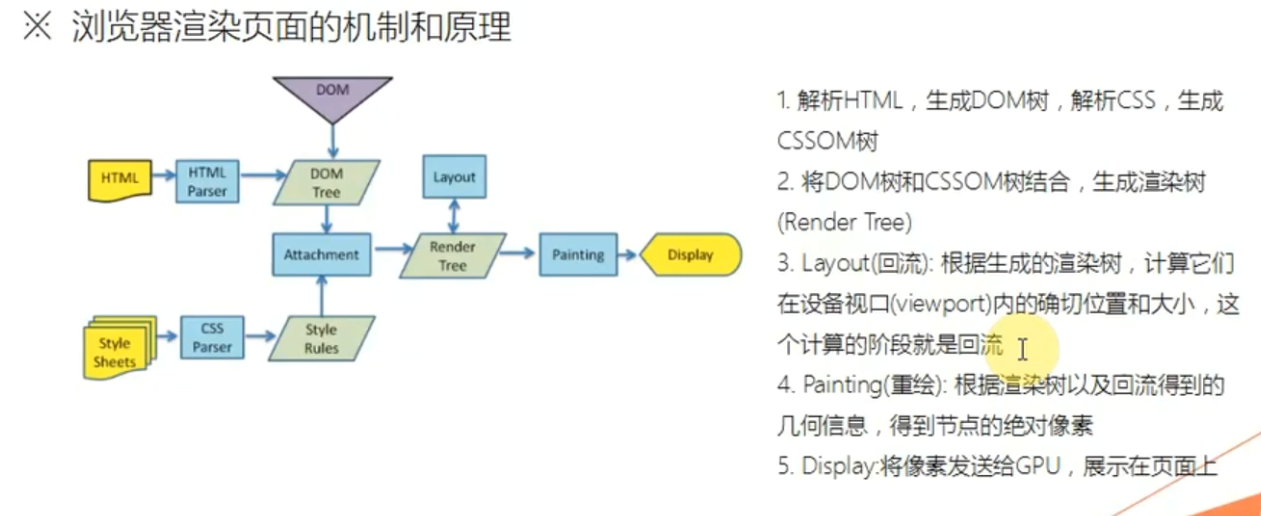 ※ 浏览器渲染页面的机制和原理
DOM
HTML
HTML
Parser
DOM
Tree
Layout
Attachment
Render
Tree
Painting
Display
Style
Sheets
CSS
Parser
Style
Rules
1. 解析HTML，生成DOM树，解析CSS，生成
CSSOM树
2. 将DOM树和CSSOM树结合，生成渲染树
(Render Tree)
3. Layout(回流): 根据生成的渲染树，计算它们
在设备视口(viewport)内的确切位置和大小，这
个计算的阶段就是回流
4. Painting(重绘): 根据渲染树以及回流得到的
几何信息，得到节点的绝对像素
5. Display:将像素发送给GPU，展示在页面上